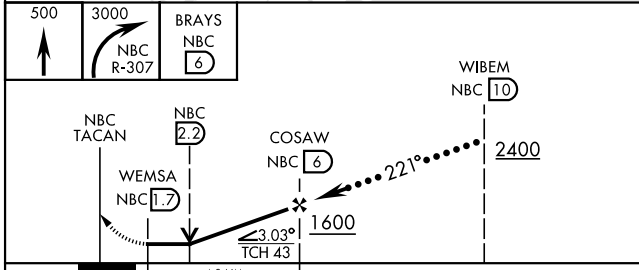 500
3000
NBC
R-307
BRAYS
NBC
6
NBC
TACAN
NBC
2.2
WEMSA
NBC 1.7
COSAW
NBC 6
WIBEM
NBC 10
221°
2400
1600
3.03°
TCH 43